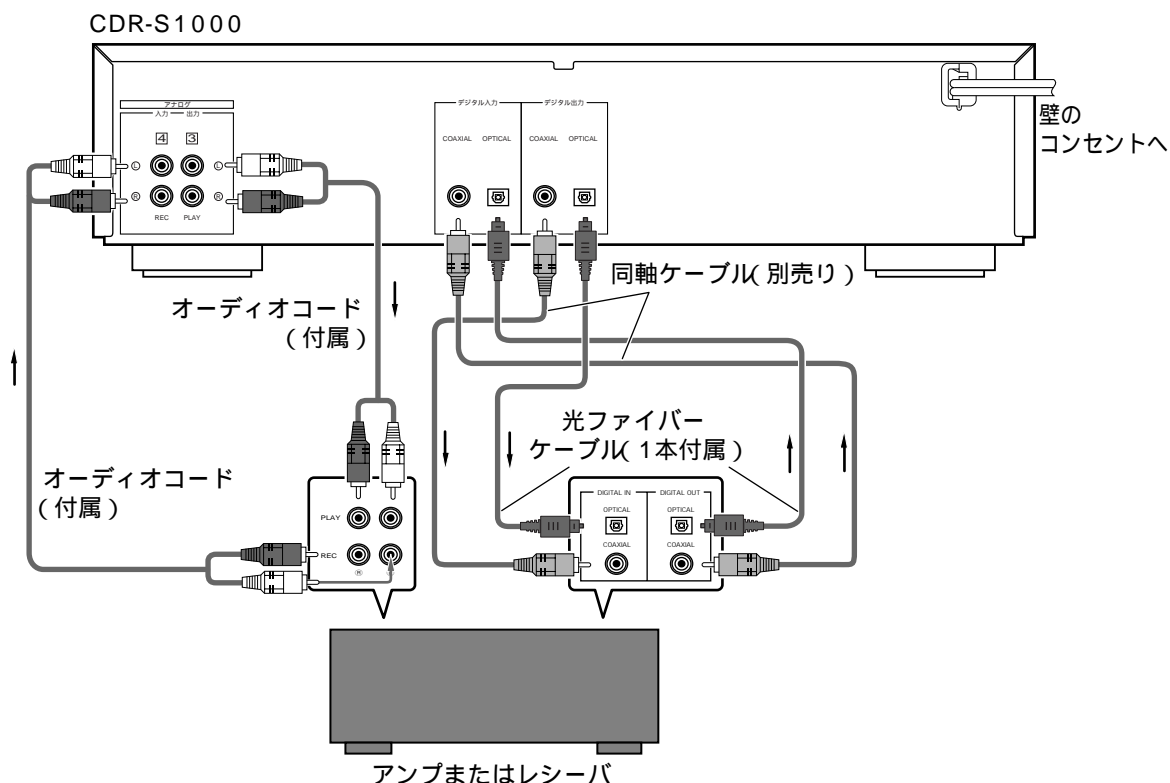 CDR-S1000
アナログ
入力 出力
4 3
L L
R R
REC PLAY
デジタル入力 デジタル出力
COAXIAL OPTICAL COAXIAL OPTICAL
壁の
コンセントへ
同軸ケーブル(別売り)
オーディオコード
(付属)
光ファイバー
ケーブル(1本付属)
オーディオコード
(付属)
PLAY
REC
R
DIGITAL IN DIGITAL OUT
OPTICAL OPTICAL
COAXIAL COAXIAL
アンプまたはレシーバ